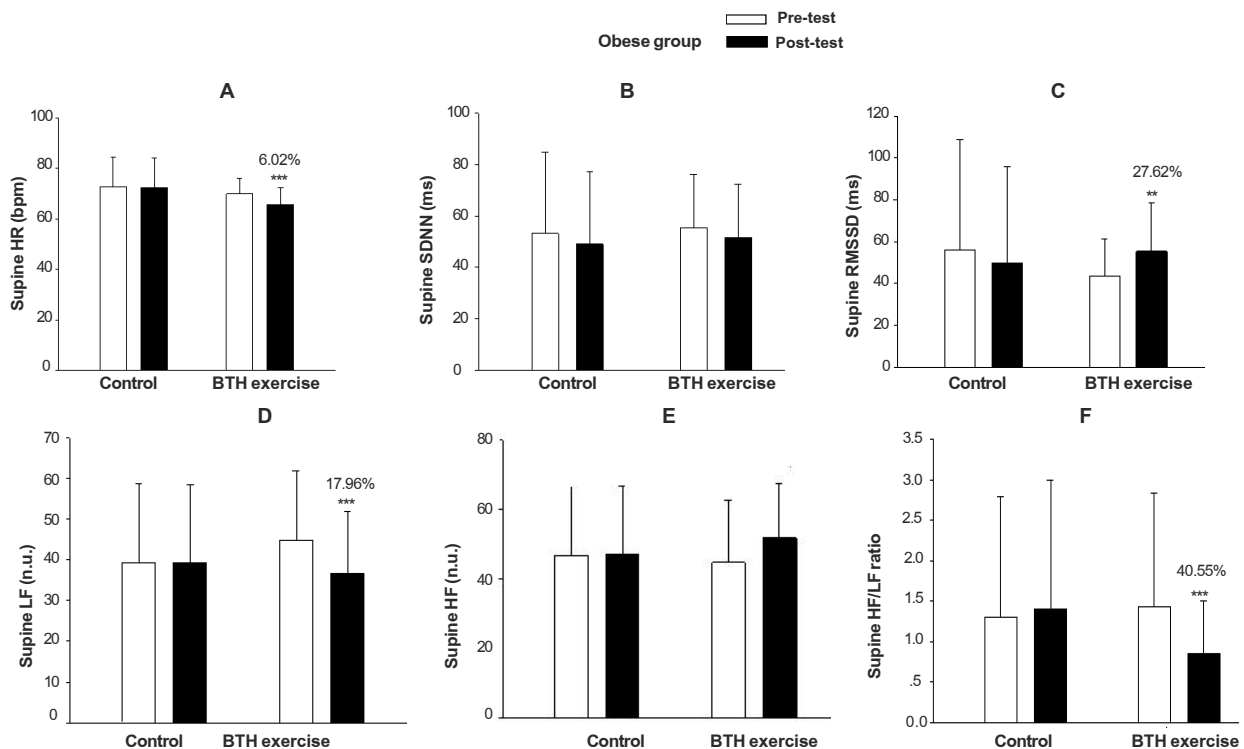 Pre-test
Obese group
Post-test
A
Supine HR (bpm)
100
80
60
40
20
0
6.02%
***
Control
BTH exercise
B
Supine SDNN (ms)
100
80
60
40
20
0
Control
BTH exercise
C
Supine RMSSD (ms)
120
100
80
60
40
20
0
27.62%
**
Control
BTH exercise
D
Supine LF (n.u.)
70
60
50
40
30
20
10
0
17.96%
***
Control
BTH exercise
E
Supine HF (n.u.)
80
60
40
20
0
Control
BTH exercise
F
Supine HF/LF ratio
3.5
3.0
2.5
2.0
1.5
1.0
.5
0.0
40.55%
***
Control
BTH exercise